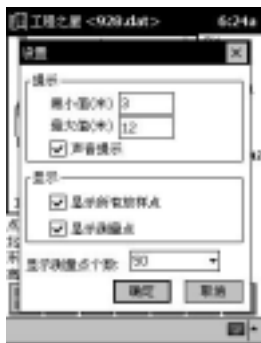 工程之星 <928.dat> 6:24a
设置
提示
最小值(米) 3
最大值(米) 12
声音提示
显示
显示所有放样点
显示测量点
显示测量点个数: 50
确定 取消